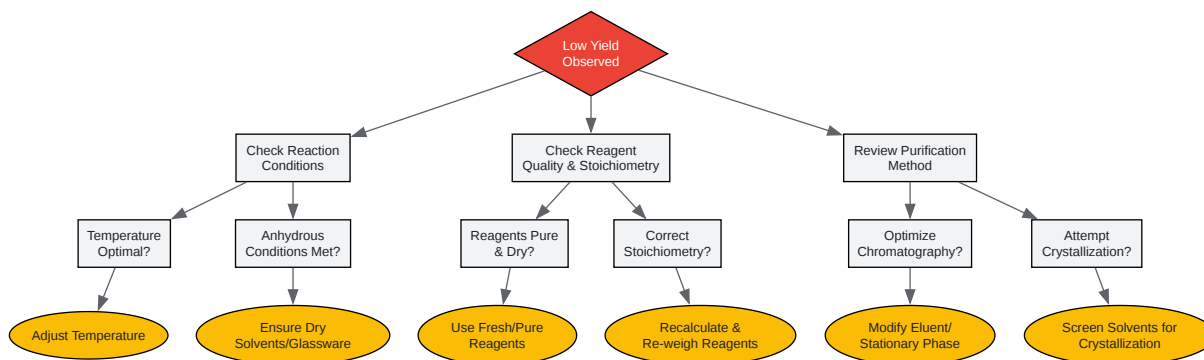 Low Yield
Observed
Check Reaction
Conditions
Check Reagent
Quality & Stoichiometry
Review Purification
Method
Temperature
Optimal?
Anhydrous
Conditions Met?
Reagents Pure
& Dry?
Correct
Stoichiometry?
Optimize
Chromatography?
Attempt
Crystallization?
Adjust Temperature
Ensure Dry
Solvents/Glassware
Use Fresh/Pure
Reagents
Recalculate &
Re-weigh Reagents
Modify Eluent/
Stationary Phase
Screen Solvents for
Crystallization